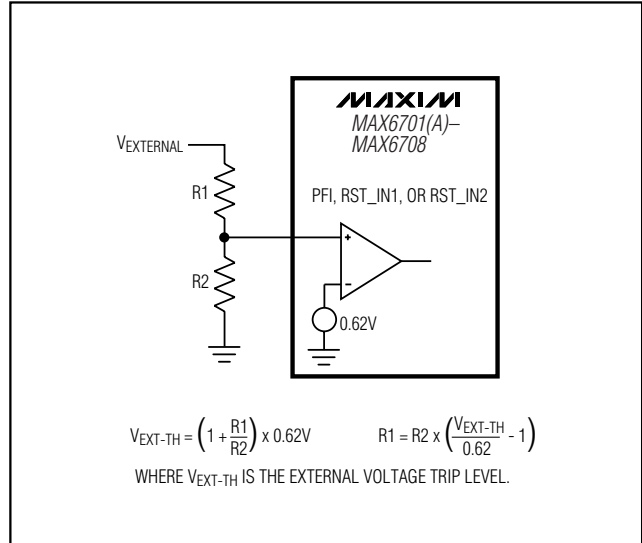 MAXIM
MAX6701(A)–
MAX6708
VEXTERNAL
R1
PFI, RST_IN1, OR RST_IN2
+
R2
–
0.62V
VEXT-TH = (1 + R1/R2) x 0.62V
R1 = R2 x (VEXT-TH/0.62 - 1)
WHERE VEXT-TH IS THE EXTERNAL VOLTAGE TRIP LEVEL.